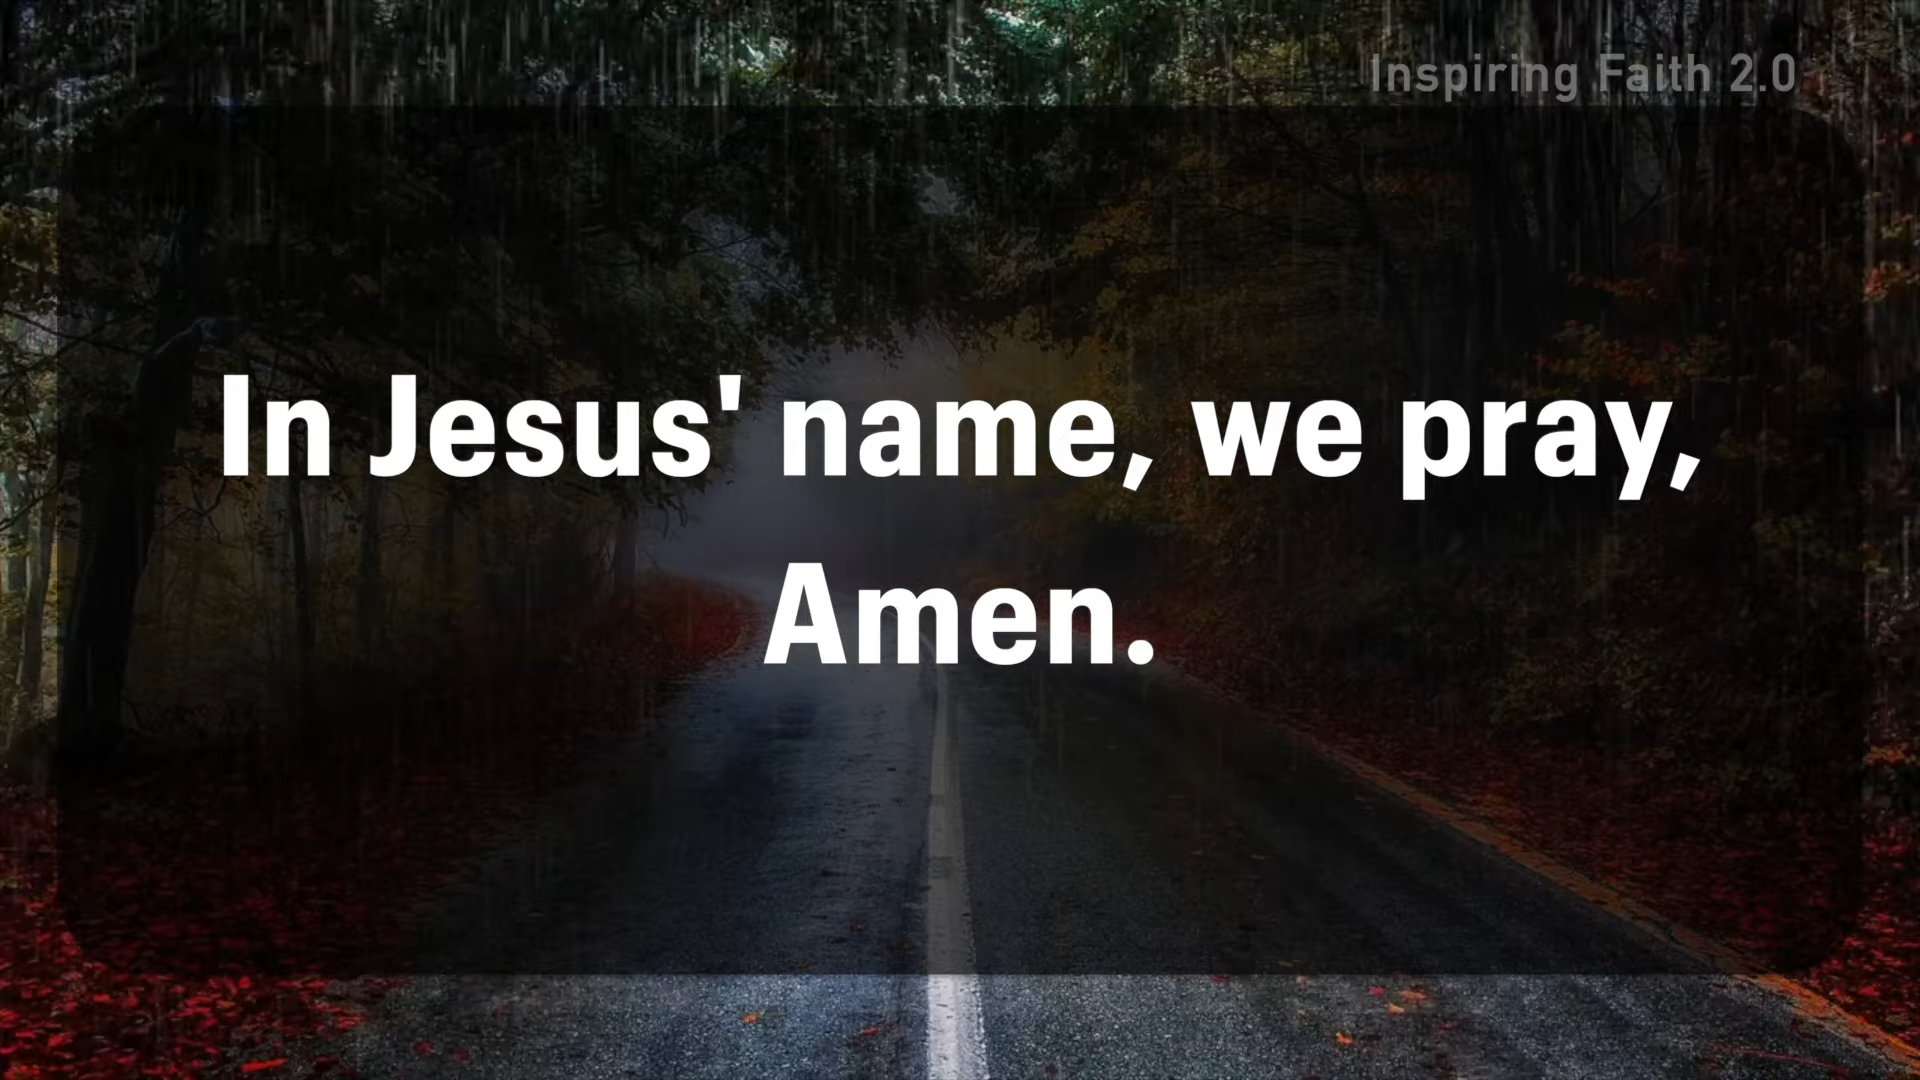 Inspiring Faith 2.0
In Jesus' name, we pray,
Amen.